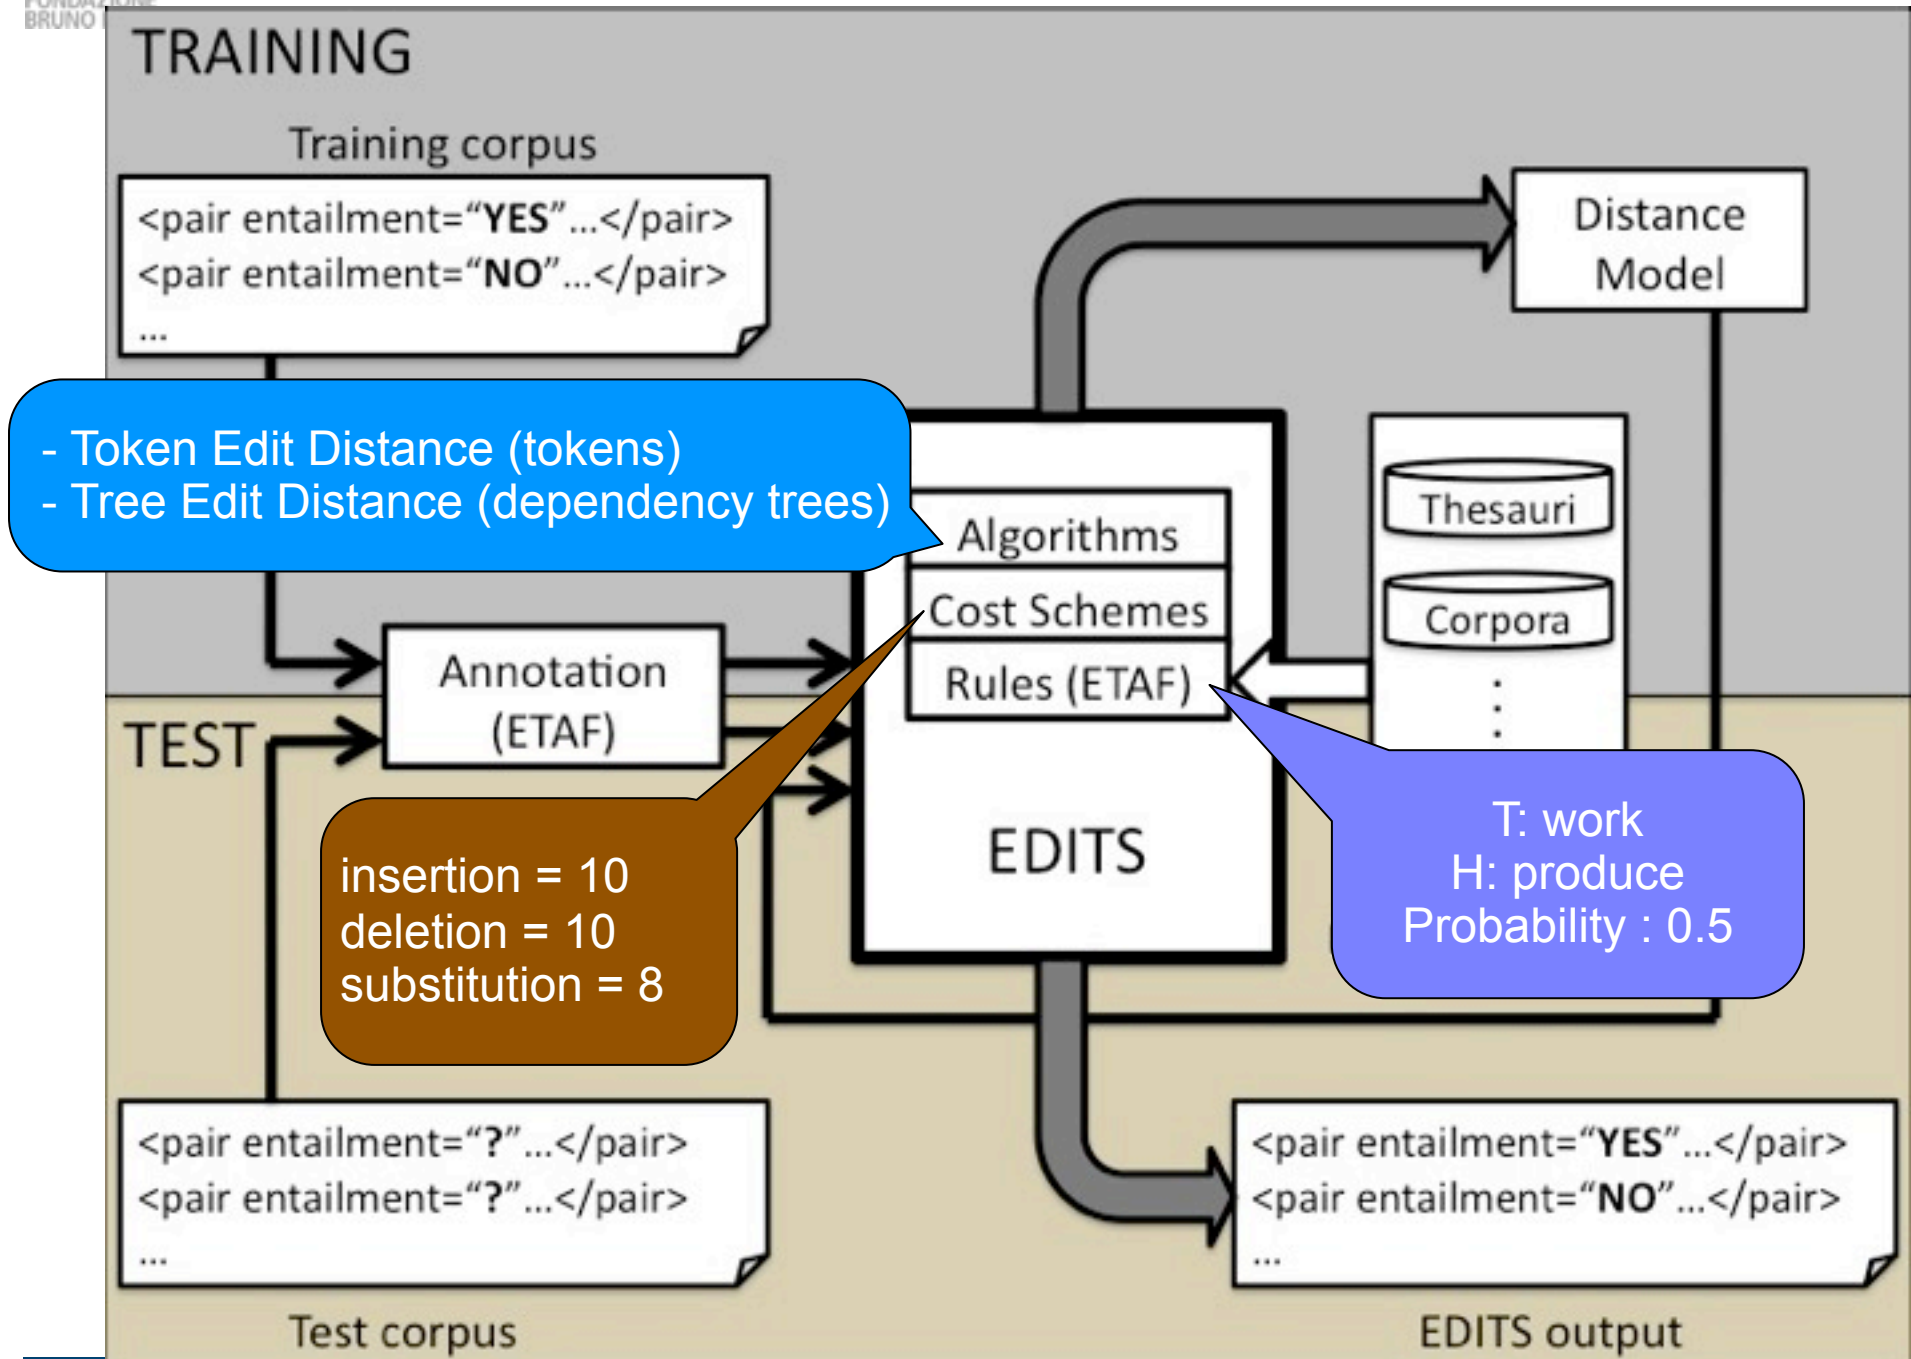 FONDAZIONE
BRUNO
TRAINING
Training corpus
<pair entailment="YES"...</pair>
<pair entailment="NO"...</pair>
...
Distance
Model
- Token Edit Distance (tokens)
- Tree Edit Distance (dependency trees)
Algorithms
Cost Schemes
Rules (ETAF)
Thesauri
Corpora
Annotation
(ETAF)
TEST
EDITS
insertion = 10
deletion = 10
substitution = 8
T: work
H: produce
Probability : 0.5
<pair entailment="?"...</pair>
<pair entailment="?"...</pair>
...
Test corpus
<pair entailment="YES"...</pair>
<pair entailment="NO"...</pair>
...
EDITS output